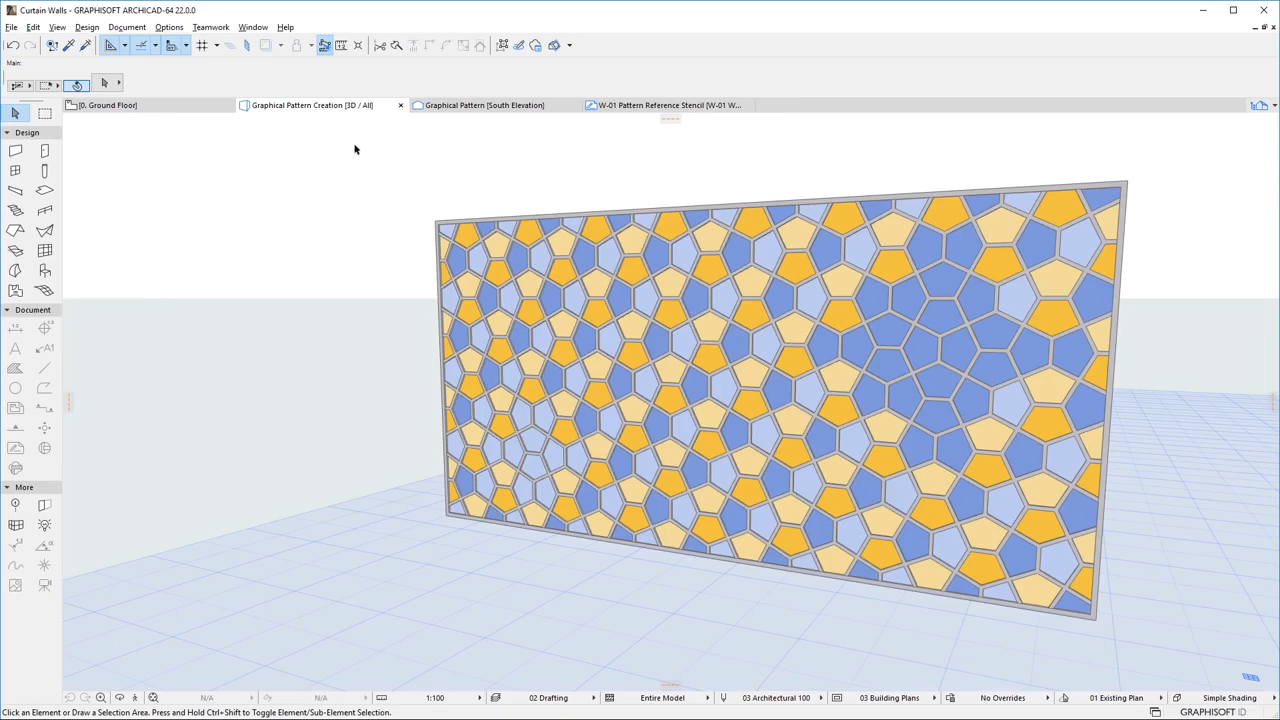 Curtain Walls - GRAPHISOFT ARCHICAD-64 22.0.0
File Edit View Design Document Options Teamwork Window Help
Main:
[0. Ground Floor] Graphical Pattern Creation [3D / All] Graphical Pattern [South Elevation] W-01 Pattern Reference Stencil [W-01 W...
Design
Document
A A1
More
N/A N/A 1:100 02 Drafting Entire Model 03 Architectural 100 03 Building Plans No Overrides 01 Existing Plan Simple Shading
Click an Element or Draw a Selection Area. Press and Hold Ctrl+Shift to Toggle Element/Sub-Element Selection. GRAPHISOFT ID